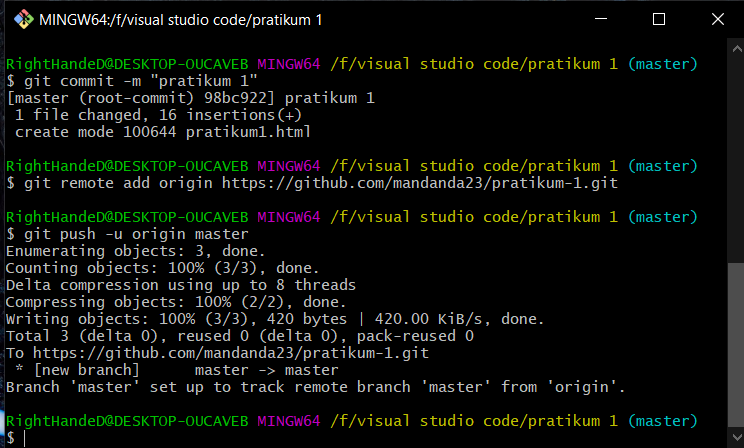 MINGW64:/f/visual studio code/pratikum 1
RightHandeD@DESKTOP-OUCAVEB MINGW64 /f/visual studio code/pratikum 1 (master)
$ git commit -m "pratikum 1"
[master (root-commit) 98bc922] pratikum 1
 1 file changed, 16 insertions(+)
 create mode 100644 pratikum1.html
RightHandeD@DESKTOP-OUCAVEB MINGW64 /f/visual studio code/pratikum 1 (master)
$ git remote add origin https://github.com/mandanda23/pratikum-1.git
RightHandeD@DESKTOP-OUCAVEB MINGW64 /f/visual studio code/pratikum 1 (master)
$ git push -u origin master
Enumerating objects: 3, done.
Counting objects: 100% (3/3), done.
Delta compression using up to 8 threads
Compressing objects: 100% (2/2), done.
Writing objects: 100% (3/3), 420 bytes | 420.00 KiB/s, done.
Total 3 (delta 0), reused 0 (delta 0), pack-reused 0
To https://github.com/mandanda23/pratikum-1.git
 * [new branch]      master -> master
Branch 'master' set up to track remote branch 'master' from 'origin'.
RightHandeD@DESKTOP-OUCAVEB MINGW64 /f/visual studio code/pratikum 1 (master)
$